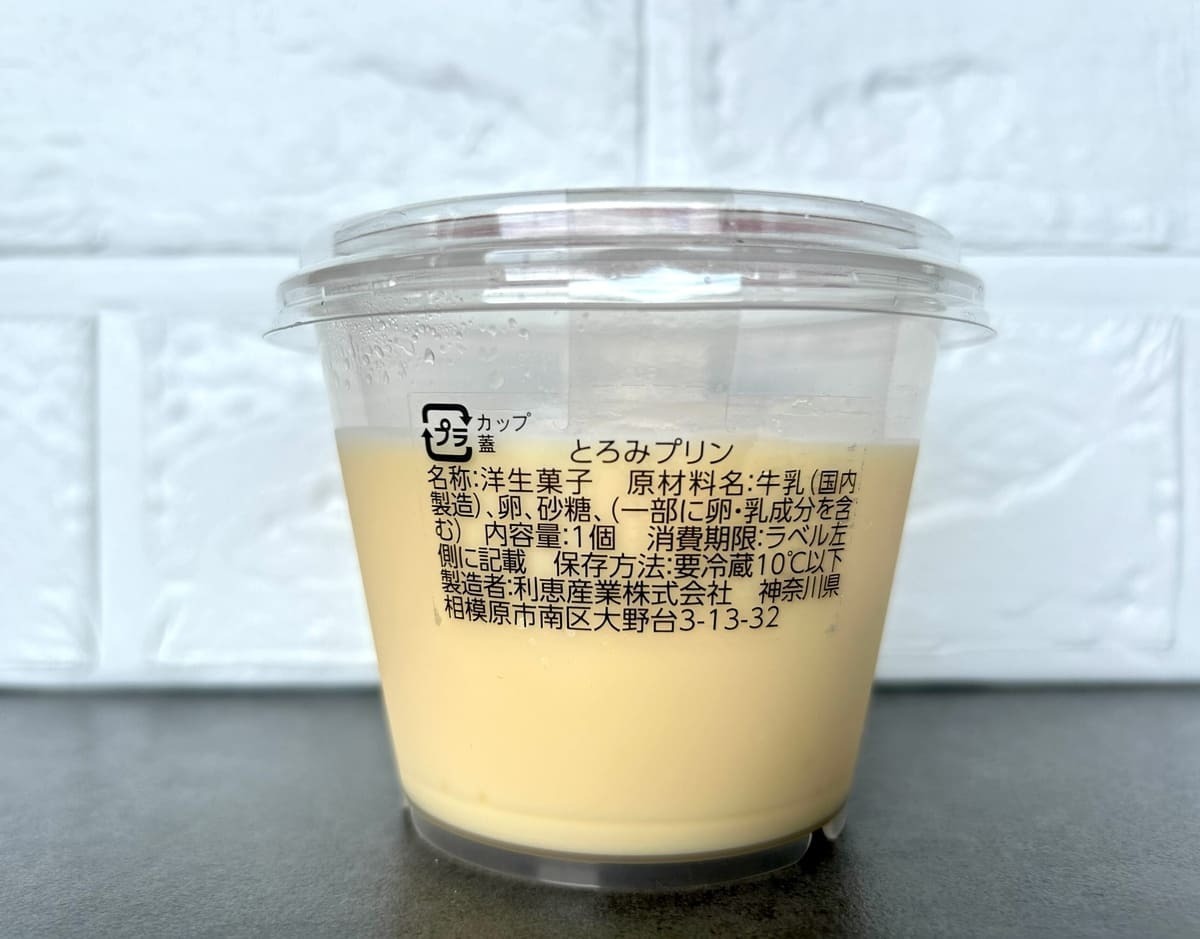 プラ
カップ
蓋
とろみプリン
名称:洋生菓子　原材料名:牛乳(国内
製造)、卵、砂糖、(一部に卵・乳成分を含
む)　内容量:1個　消費期限:ラベル左
側に記載　保存方法:要冷蔵10℃以下
製造者:利恵産業株式会社　神奈川県
相模原市南区大野台3-13-32